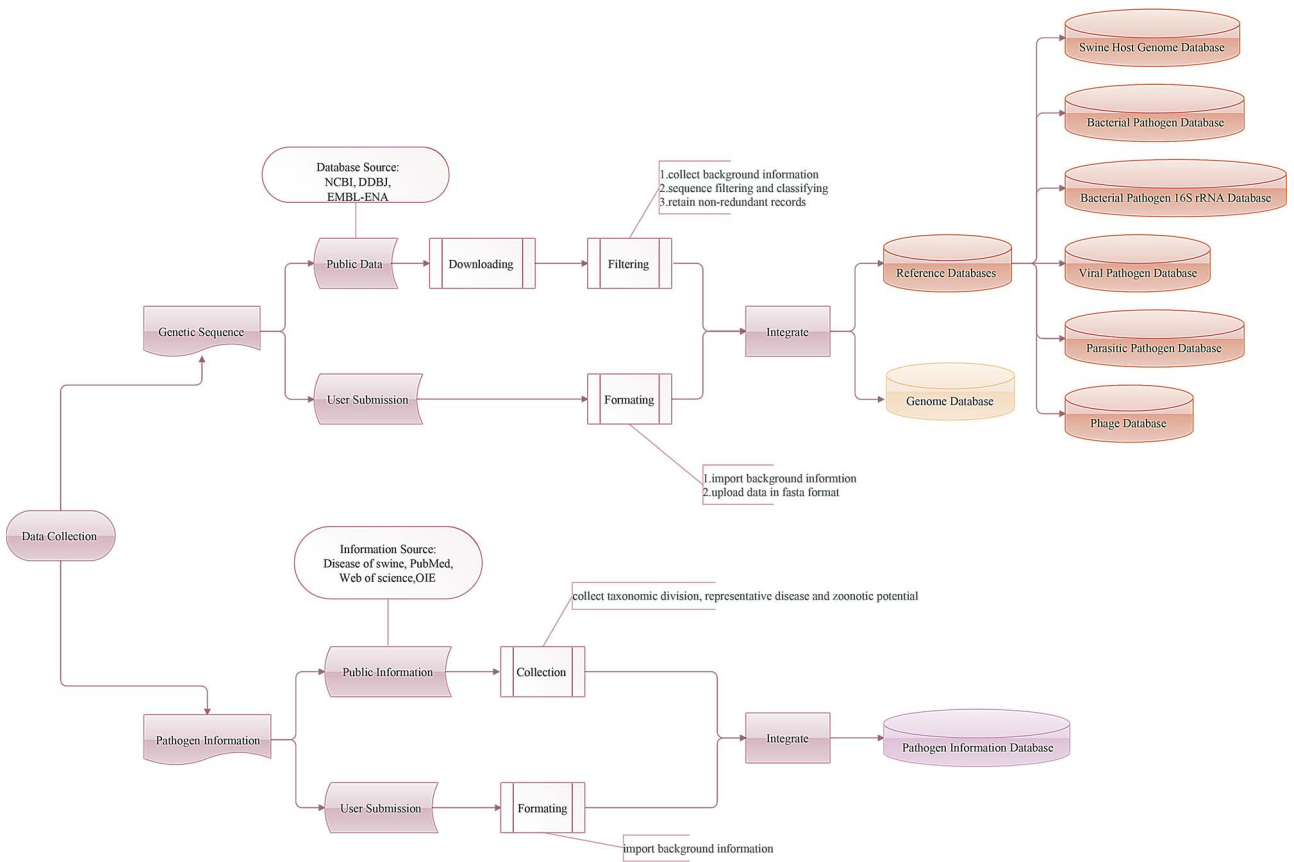 Swine Host Genome Database
Bacterial Pathogen Database
Database Source:
NCBI, DDBJ,
EMBL-ENA
1.collect background information
2.sequence filtering and classifying
3.retain non-redundant records
Bacterial Pathogen 16S rRNA Database
Public Data
Downloading
Filtering
Reference Databases
Viral Pathogen Database
Genetic Sequence
Integrate
Parasitic Pathogen Database
User Submission
Formating
Genome Database
Phage Database
1.import background informtion
2.upload data in fasta format
Data Collection
Information Source:
Disease of swine, PubMed,
Web of science,OIE
collect taxonomic division, representative disease and zoonotic potential
Public Information
Collection
Pathogen Information
Integrate
Pathogen Information Database
User Submission
Formating
import background information